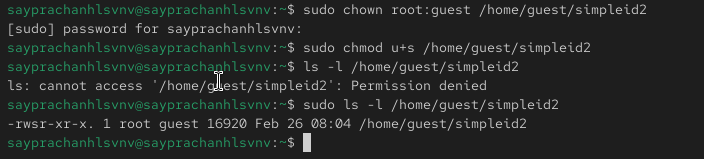 sayprachanhlsvnv@sayprachanhlsvnv:~$ sudo chown root:guest /home/guest/simpleid2
[sudo] password for sayprachanhlsvnv:
sayprachanhlsvnv@sayprachanhlsvnv:~$ sudo chmod u+s /home/guest/simpleid2
sayprachanhlsvnv@sayprachanhlsvnv:~$ ls -l /home/guest/simpleid2
ls: cannot access '/home/guest/simpleid2': Permission denied
sayprachanhlsvnv@sayprachanhlsvnv:~$ sudo ls -l /home/guest/simpleid2
-rwsr-xr-x. 1 root guest 16920 Feb 26 08:04 /home/guest/simpleid2
sayprachanhlsvnv@sayprachanhlsvnv:~$